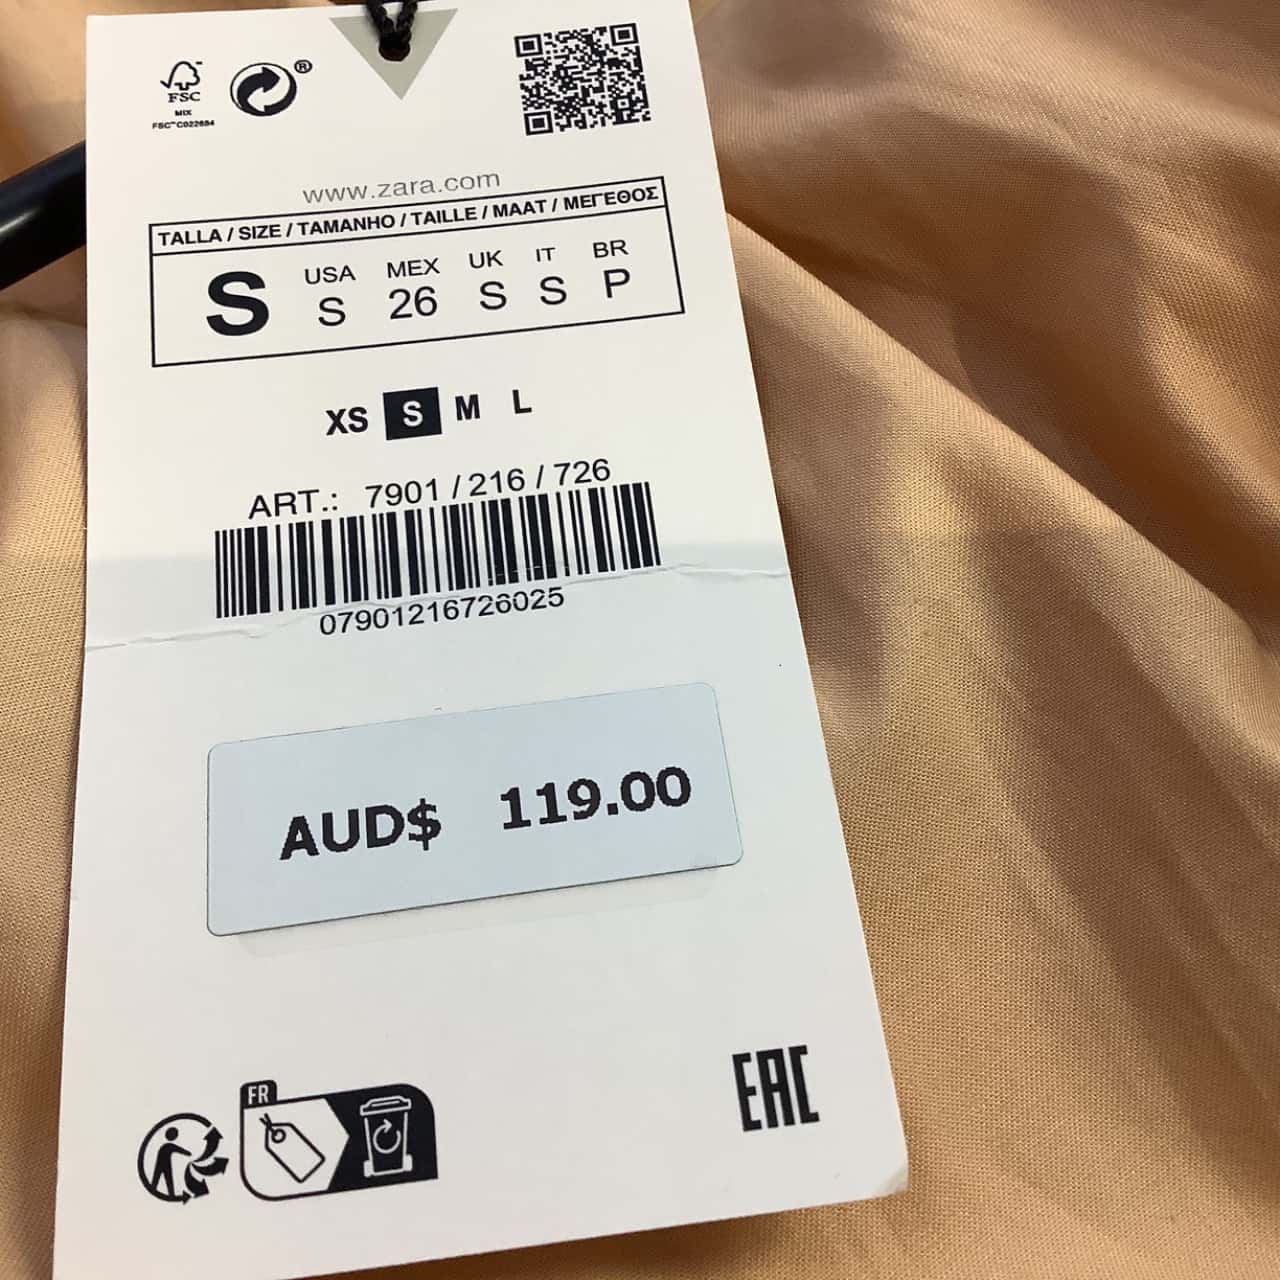 FSC
MIX
FSC™ C022684
®
www.zara.com
TALLA / SIZE / TAMANHO / TAILLE / MAAT / ΜΕΓΕΘΟΣ
S USA MEX UK IT BR
S 26 S S P
XS S M L
ART.: 7901 / 216 / 726
07901216726025
AUD$ 119.00
FR
EAC